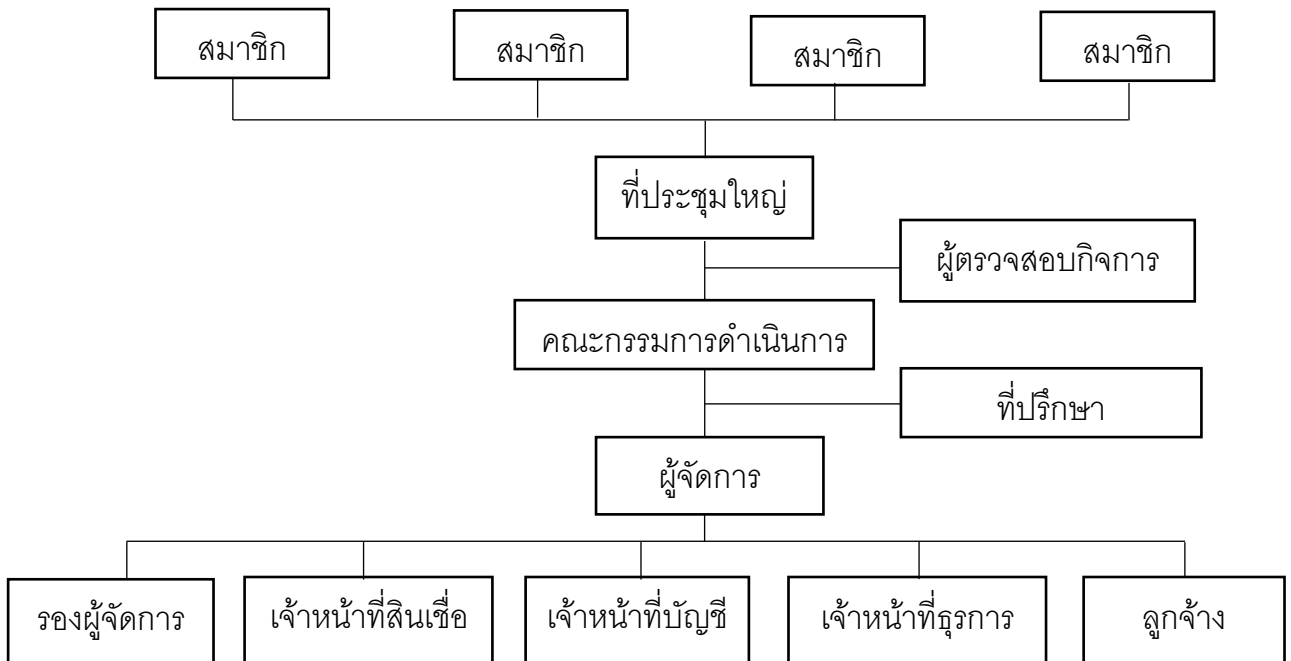 สมาชิก
สมาชิก
สมาชิก
สมาชิก
ที่ประชุมใหญ่
ผู้ตรวจสอบกิจการ
คณะกรรมการดำเนินการ
ที่ปรึกษา
ผู้จัดการ
รองผู้จัดการ
เจ้าหน้าที่สินเชื่อ
เจ้าหน้าที่บัญชี
เจ้าหน้าที่ธุรการ
ลูกจ้าง